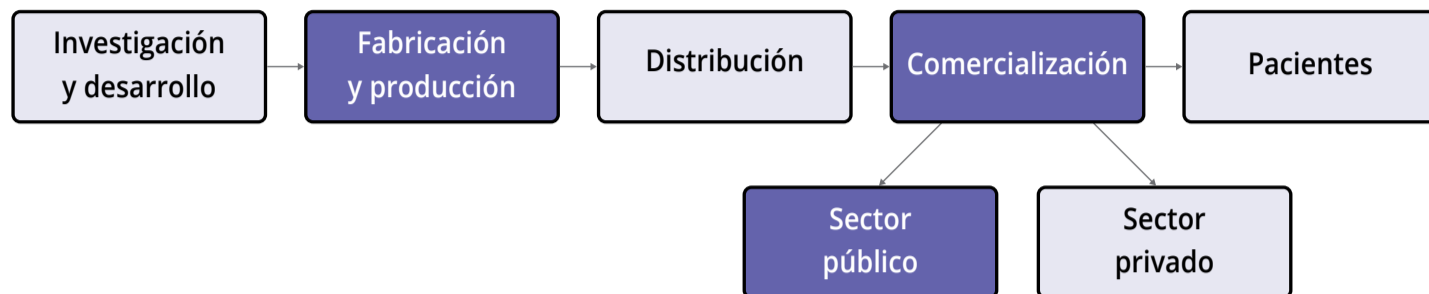 Investigación
y desarrollo
Fabricación
y producción
Distribución
Comercialización
Pacientes
Sector
público
Sector
privado